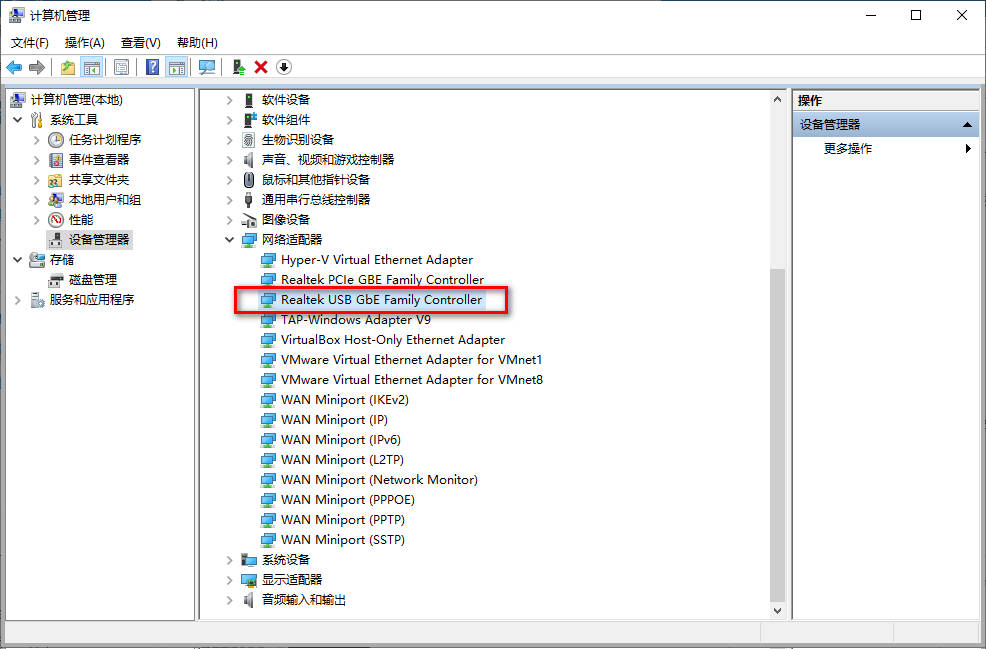 计算机管理
文件(F) 操作(A) 查看(V) 帮助(H)
计算机管理(本地)
系统工具
任务计划程序
事件查看器
共享文件夹
本地用户和组
性能
设备管理器
存储
磁盘管理
服务和应用程序
软件设备
软件组件
生物识别设备
声音、视频和游戏控制器
鼠标和其他指针设备
通用串行总线控制器
图像设备
网络适配器
Hyper-V Virtual Ethernet Adapter
Realtek PCIe GBE Family Controller
Realtek USB GbE Family Controller
TAP-Windows Adapter V9
VirtualBox Host-Only Ethernet Adapter
VMware Virtual Ethernet Adapter for VMnet1
VMware Virtual Ethernet Adapter for VMnet8
WAN Miniport (IKEv2)
WAN Miniport (IP)
WAN Miniport (IPv6)
WAN Miniport (L2TP)
WAN Miniport (Network Monitor)
WAN Miniport (PPPOE)
WAN Miniport (PPTP)
WAN Miniport (SSTP)
系统设备
显示适配器
音频输入和输出
操作
设备管理器
更多操作